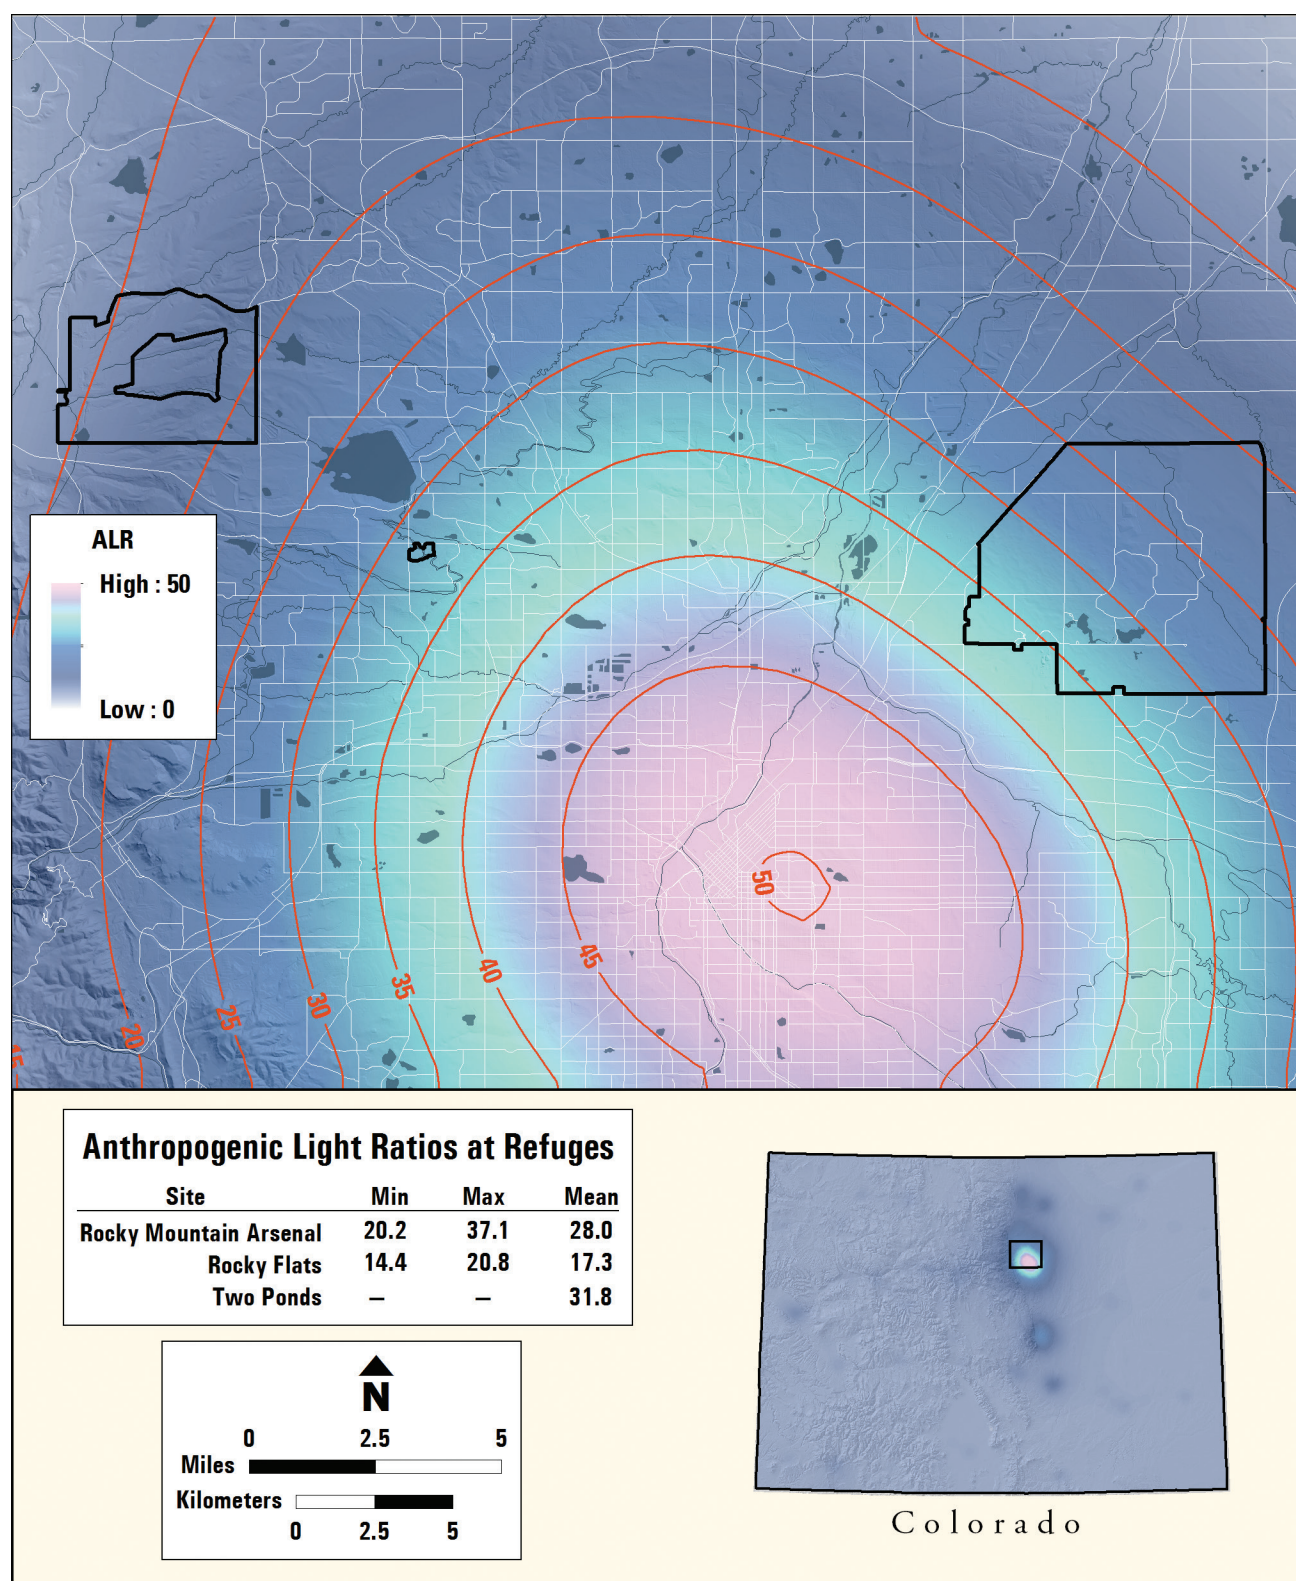 ALR
High : 50
Low : 0
50
45
40
35
30
25
20
15
Anthropogenic Light Ratios at Refuges
Site Min Max Mean
Rocky Mountain Arsenal 20.2 37.1 28.0
Rocky Flats 14.4 20.8 17.3
Two Ponds — — 31.8
N
0 2.5 5
Miles
Kilometers
0 2.5 5
Colorado